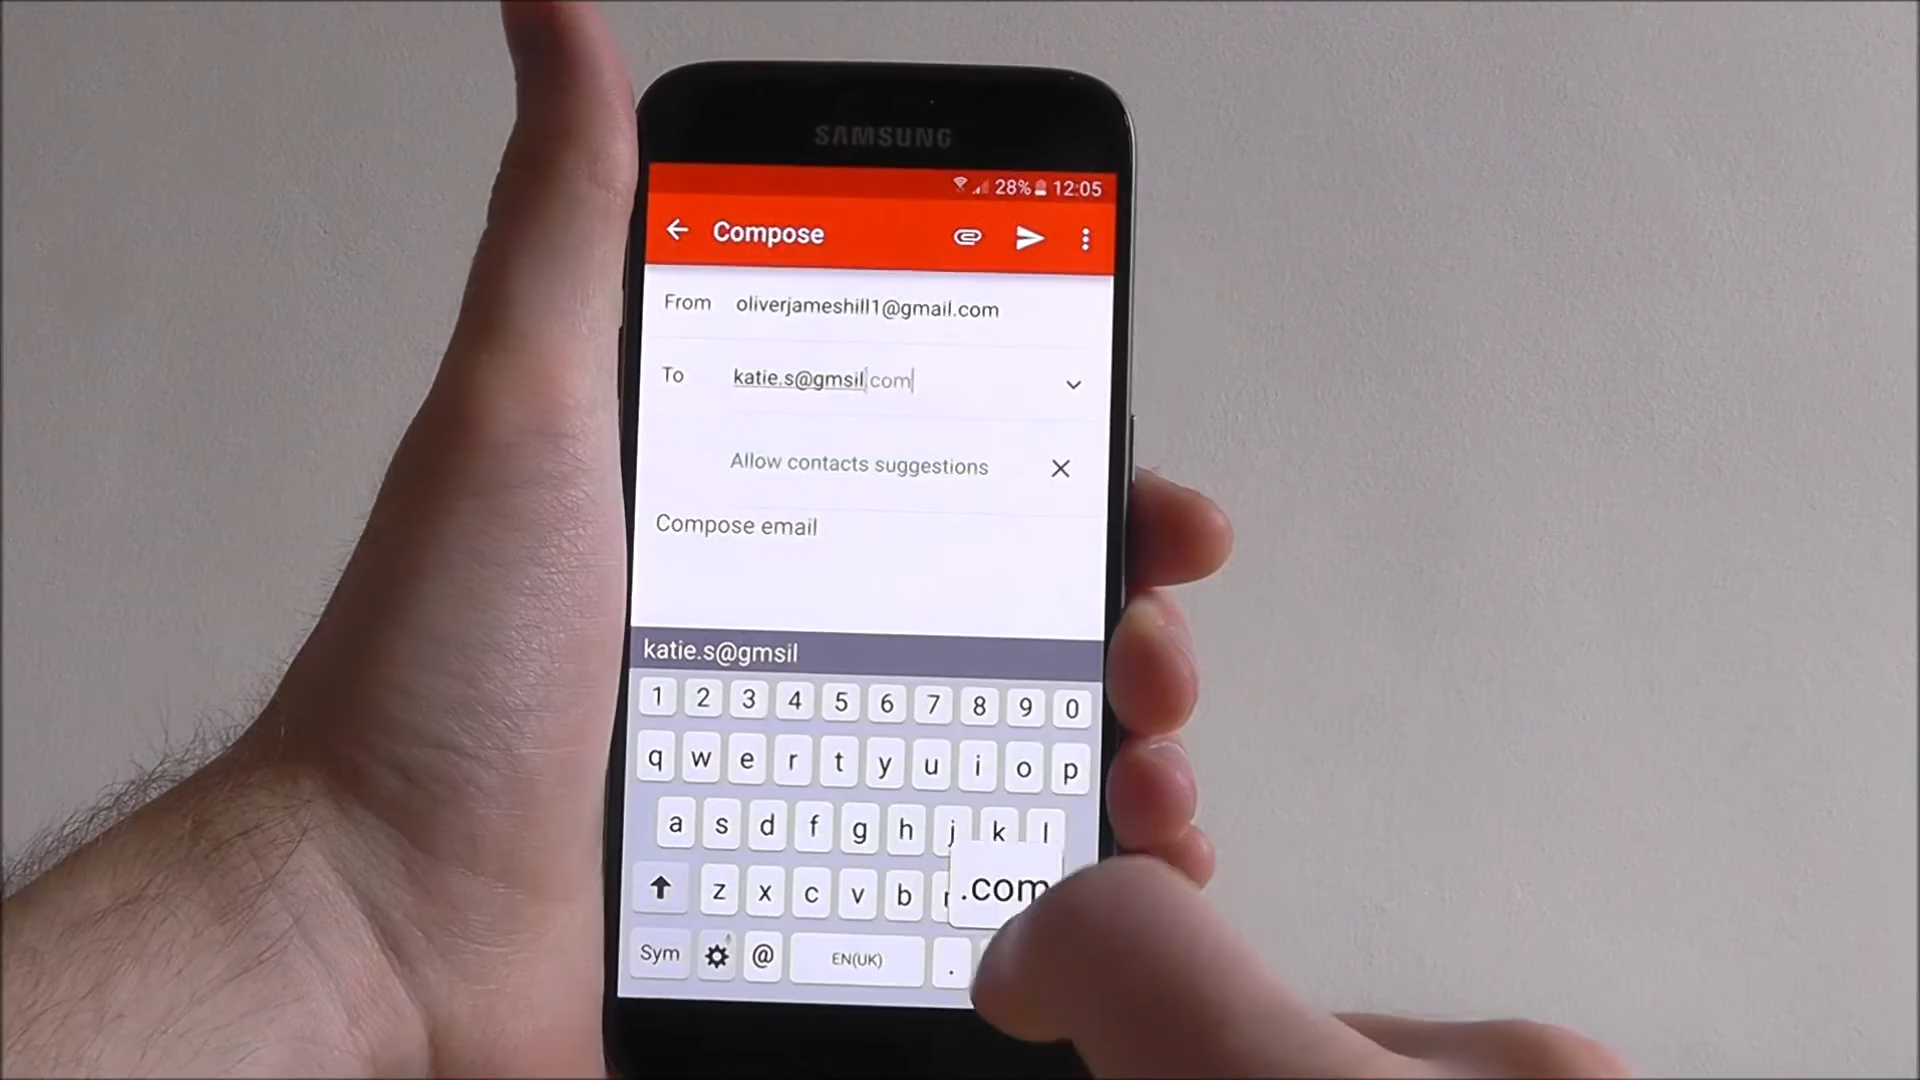 SAMSUNG
28% 12:05
Compose
From oliverjameshill1@gmail.com
To katie.s@gmsil.com
Allow contacts suggestions
Compose email
katie.s@gmsil
1 2 3 4 5 6 7 8 9 0
q w e r t y u i o p
a s d f g h j k l
z x c v b .com
Sym @ EN(UK) .